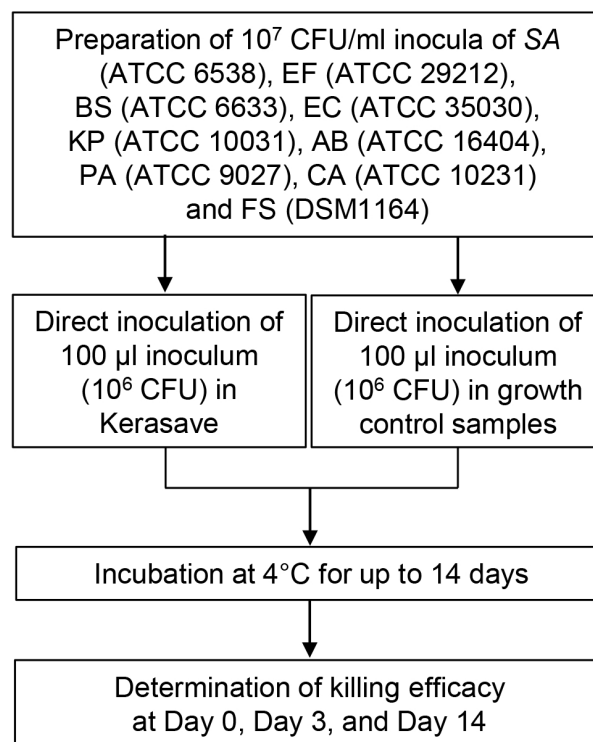 Preparation of 10⁷ CFU/ml inocula of SA
(ATCC 6538), EF (ATCC 29212),
BS (ATCC 6633), EC (ATCC 35030),
KP (ATCC 10031), AB (ATCC 16404),
PA (ATCC 9027), CA (ATCC 10231)
and FS (DSM1164)
Direct inoculation of
100 µl inoculum
(10⁶ CFU) in
Kerasave
Direct inoculation of
100 µl inoculum
(10⁶ CFU) in growth
control samples
Incubation at 4°C for up to 14 days
Determination of killing efficacy
at Day 0, Day 3, and Day 14